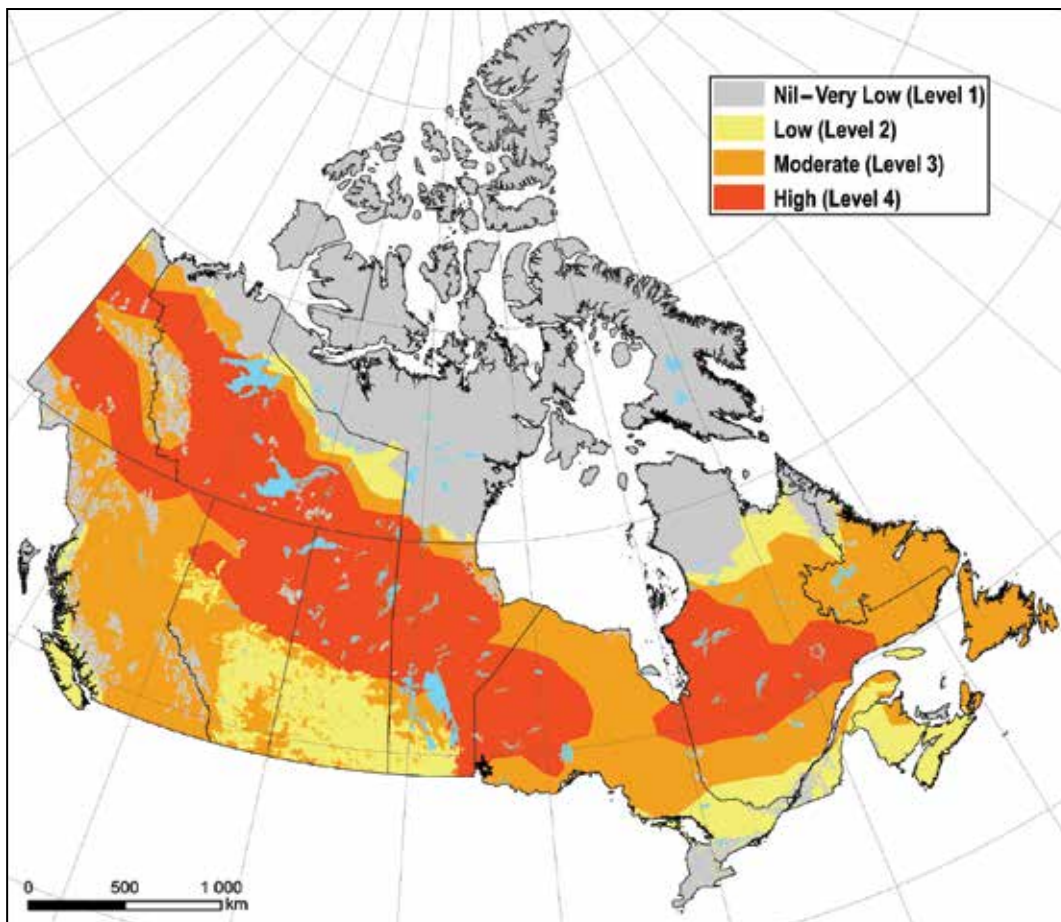 Nil–Very Low (Level 1)
Low (Level 2)
Moderate (Level 3)
High (Level 4)
0 500 1 000
km